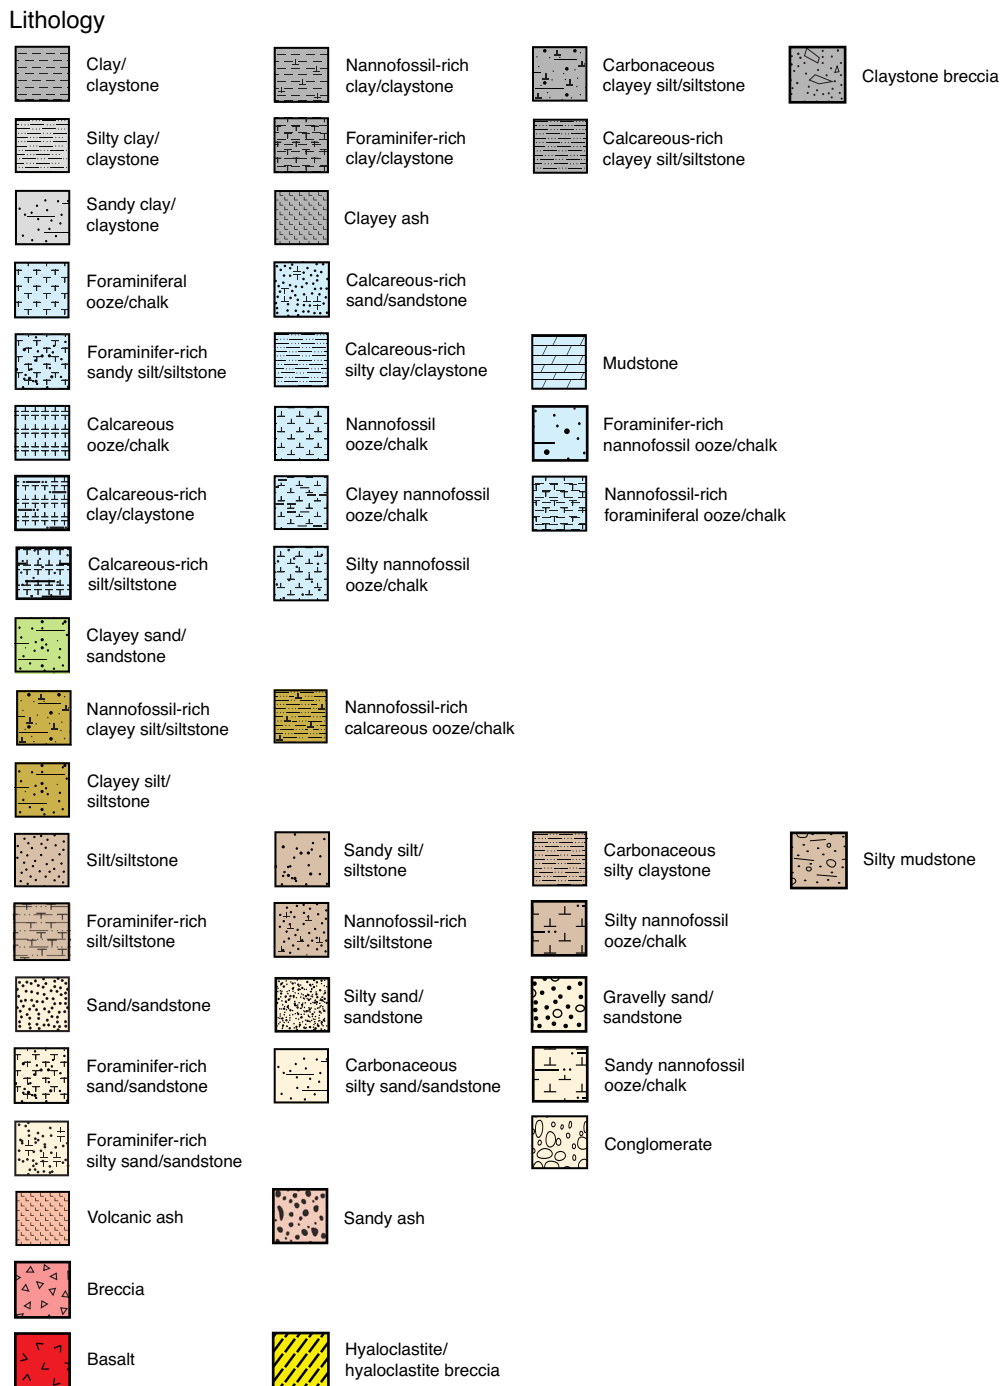 Lithology
Clay/
claystone
Nannofossil-rich
clay/claystone
Carbonaceous
clayey silt/siltstone
Claystone breccia
Silty clay/
claystone
Foraminifer-rich
clay/claystone
Calcareous-rich
clayey silt/siltstone
Sandy clay/
claystone
Clayey ash
Foraminiferal
ooze/chalk
Calcareous-rich
sand/sandstone
Foraminifer-rich
sandy silt/siltstone
Calcareous-rich
silty clay/claystone
Mudstone
Calcareous
ooze/chalk
Nannofossil
ooze/chalk
Foraminifer-rich
nannofossil ooze/chalk
Calcareous-rich
clay/claystone
Clayey nannofossil
ooze/chalk
Nannofossil-rich
foraminiferal ooze/chalk
Calcareous-rich
silt/siltstone
Silty nannofossil
ooze/chalk
Clayey sand/
sandstone
Nannofossil-rich
clayey silt/siltstone
Nannofossil-rich
calcareous ooze/chalk
Clayey silt/
siltstone
Silt/siltstone
Sandy silt/
siltstone
Carbonaceous
silty claystone
Silty mudstone
Foraminifer-rich
silt/siltstone
Nannofossil-rich
silt/siltstone
Silty nannofossil
ooze/chalk
Sand/sandstone
Silty sand/
sandstone
Gravelly sand/
sandstone
Foraminifer-rich
sand/sandstone
Carbonaceous
silty sand/sandstone
Sandy nannofossil
ooze/chalk
Foraminifer-rich
silty sand/sandstone
Conglomerate
Volcanic ash
Sandy ash
Breccia
Basalt
Hyaloclastite/
hyaloclastite breccia